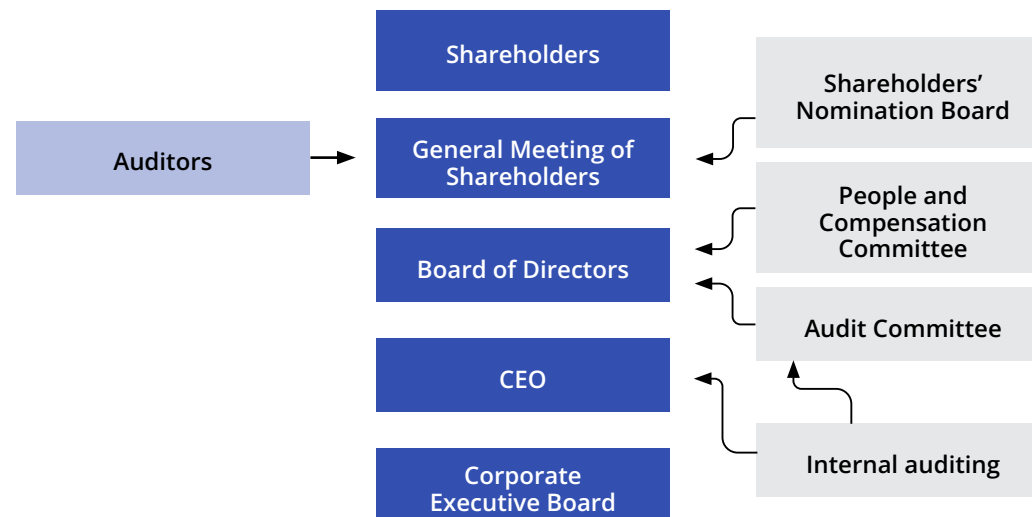 Shareholders
Shareholders’
Nomination Board
Auditors
General Meeting of
Shareholders
People and
Compensation
Committee
Board of Directors
Audit Committee
CEO
Internal auditing
Corporate
Executive Board